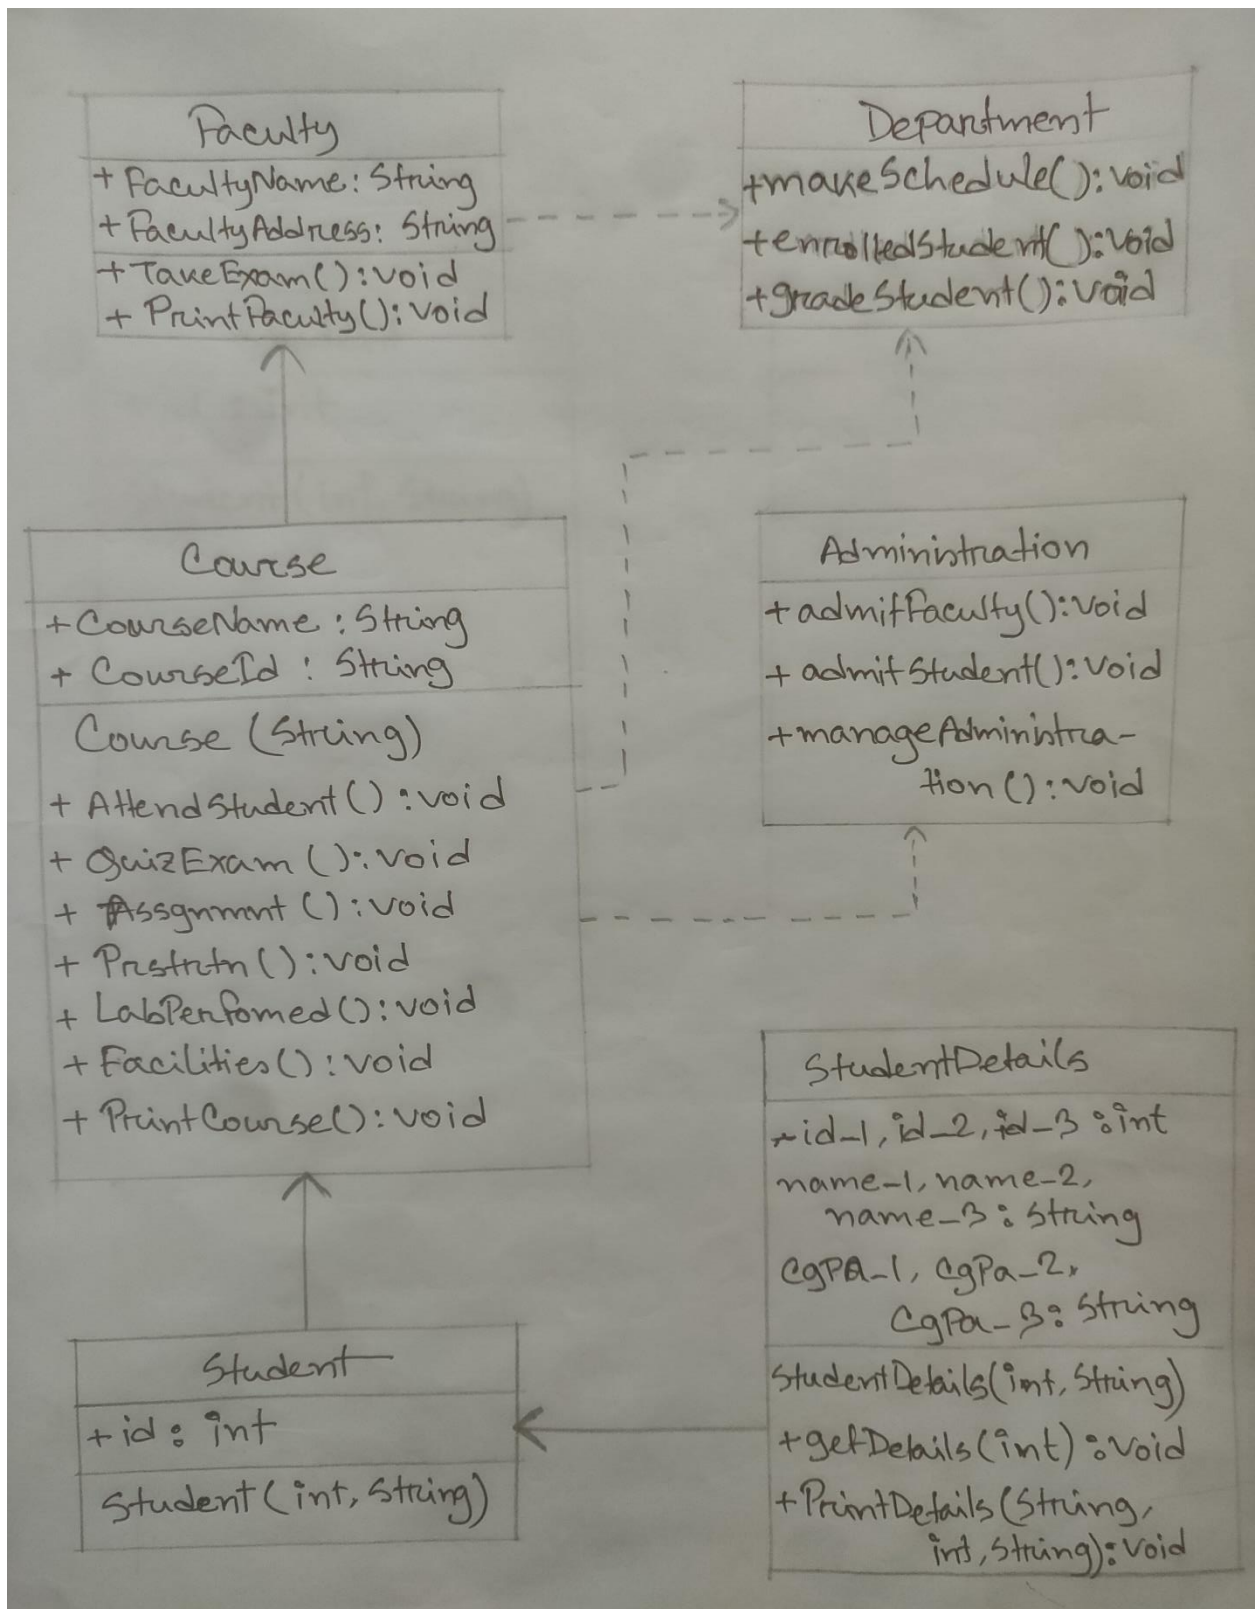 Faculty
+ FacultyName: String
+ FacultyAddress: String
+ TakeExam(): void
+ PrintFaculty(): void
Department
+makeSchedule(): void
+enrolledStudent(): void
+gradeStudent(): void
Course
+ CourseName : String
+ CourseId : String
Course (String)
+ AttendStudent() : void
+ QuizExam (): void
+ Assgnmnt () : void
+ Prstrtn () : void
+ LabPerfomed() : void
+ Facilities() : void
+ PrintCourse() : void
Administration
+ admitFaculty(): void
+ admitStudent(): void
+manageAdministra-
tion () : void
Student
+ id : int
Student (int, String)
StudentDetails
+id_1, id_2, id_3 : int
name_1, name_2,
name_3 : String
CgPA_1, CgPa_2,
CgPa_3 : String
StudentDetails(int, String)
+getDetails (int) : void
+PrintDetails (String,
int, String): void